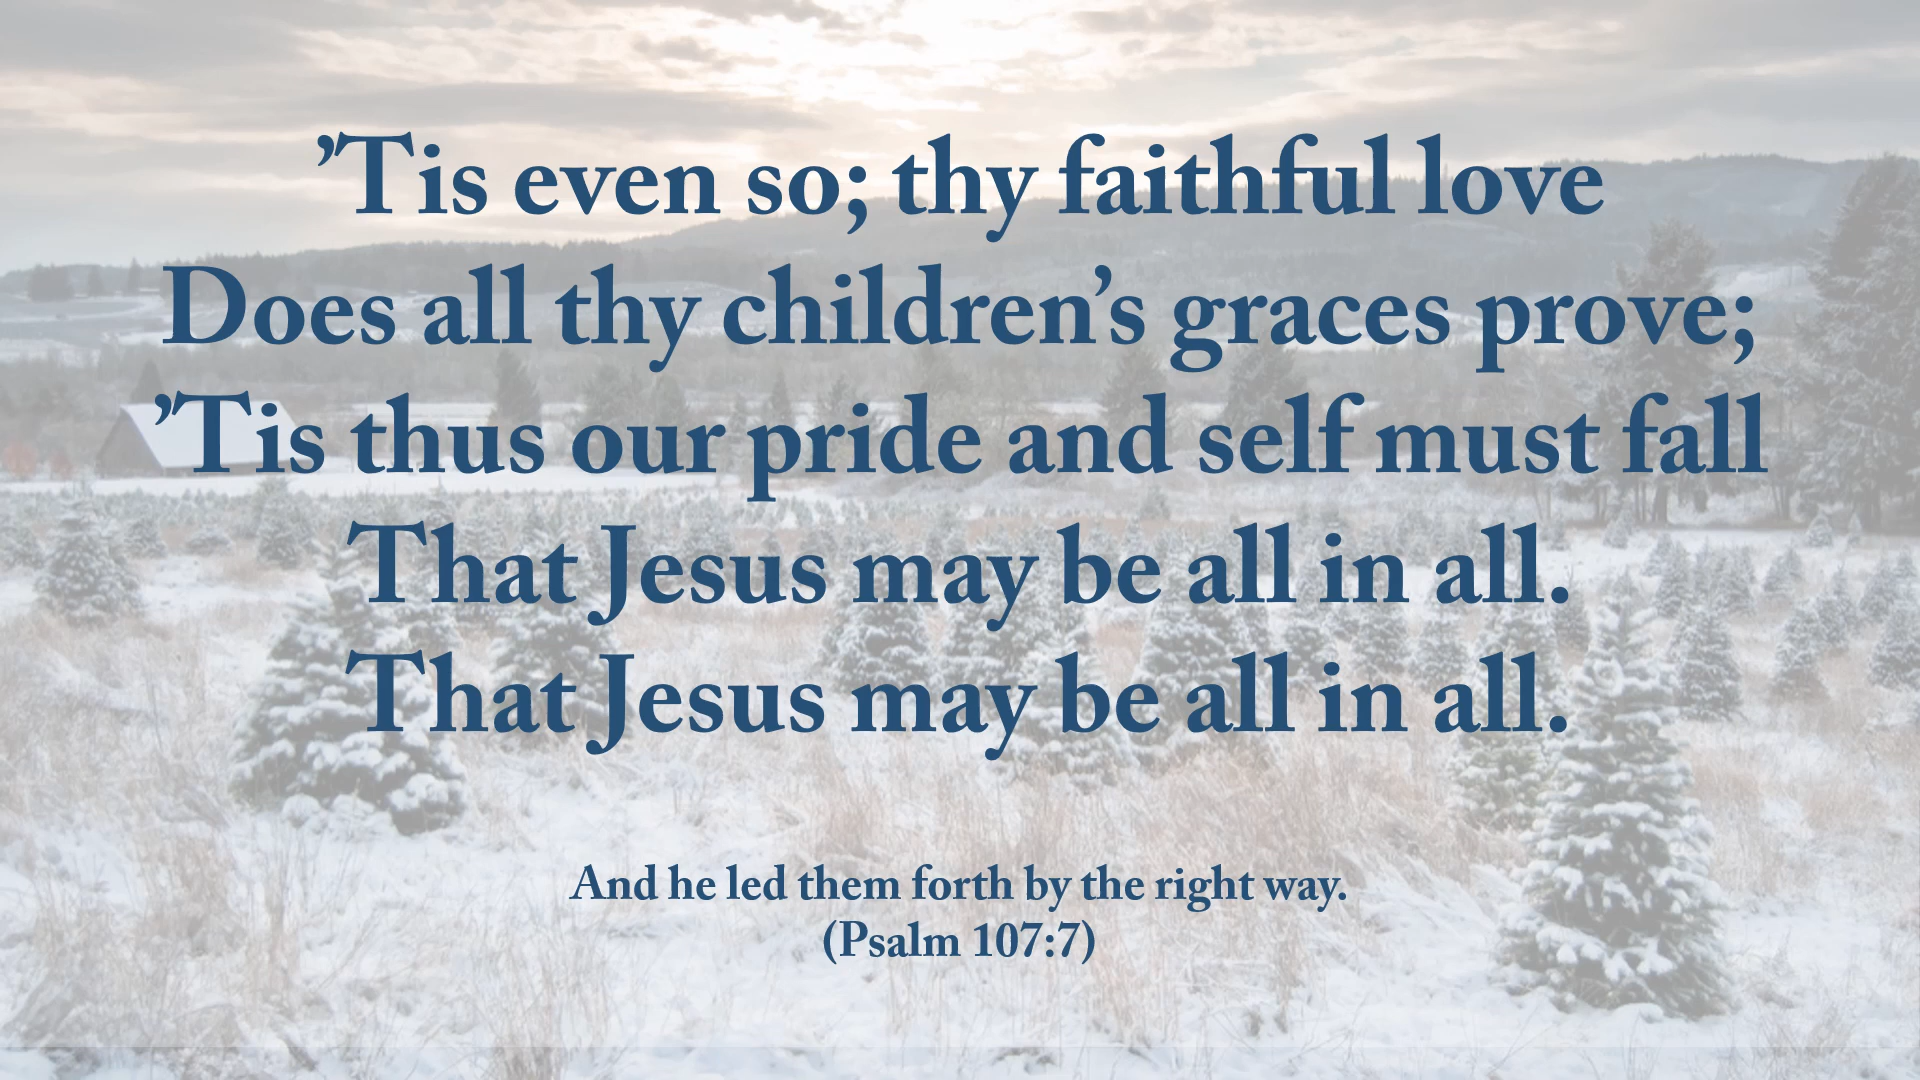 ’Tis even so; thy faithful love
Does all thy children’s graces prove;
’Tis thus our pride and self must fall
That Jesus may be all in all.
That Jesus may be all in all.
And he led them forth by the right way.
(Psalm 107:7)